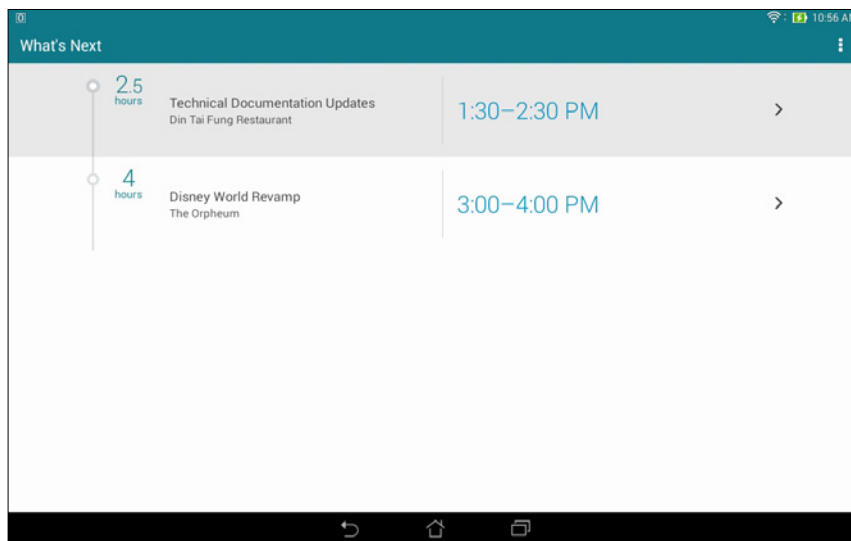 10:56 AM
What's Next
2.5
hours
Technical Documentation Updates
Din Tai Fung Restaurant
1:30–2:30 PM
4
hours
Disney World Revamp
The Orpheum
3:00–4:00 PM